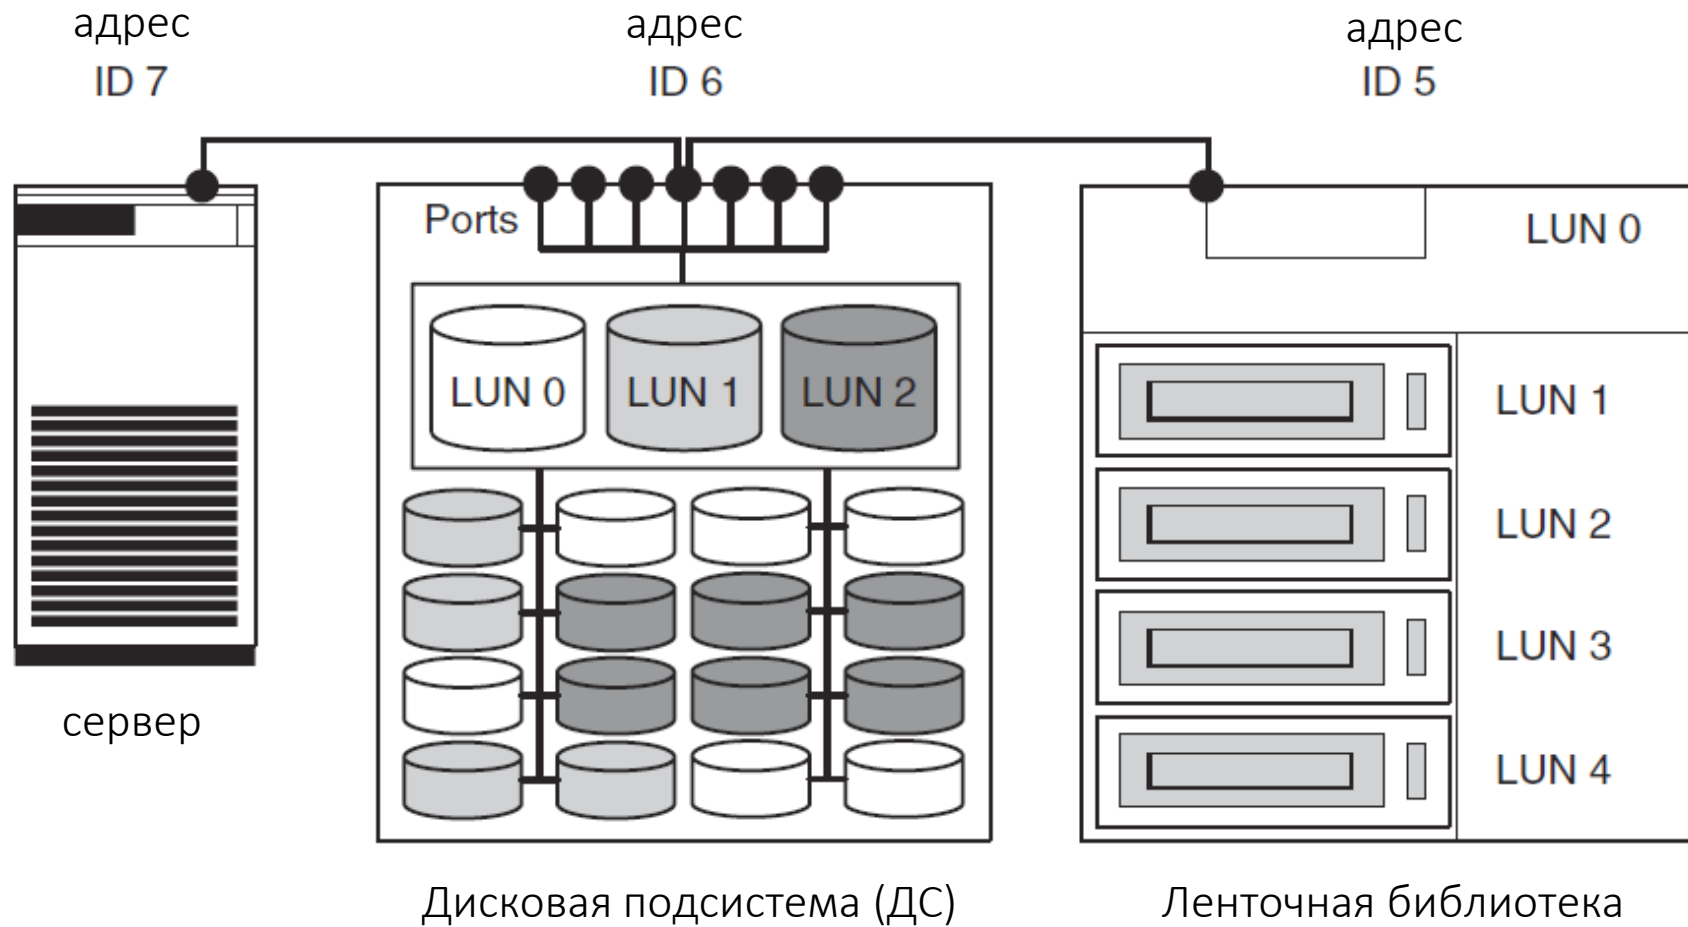 адрес
ID 7
адрес
ID 6
адрес
ID 5
Ports
LUN 0
LUN 1
LUN 2
LUN 0
LUN 1
LUN 2
LUN 3
LUN 4
сервер
Дисковая подсистема (ДС)
Ленточная библиотека